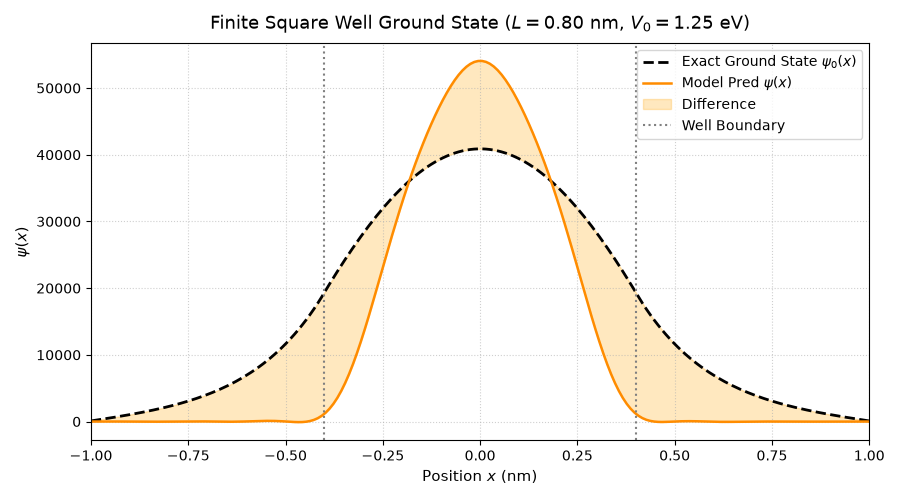 Finite Square Well Ground State (L = 0.80 nm, V₀ = 1.25 eV)
Exact Ground State ψ₀(x)
Model Pred ψ(x)
Difference
Well Boundary
50000
40000
30000
20000
10000
0
ψ(x)
−1.00 −0.75 −0.50 −0.25 0.00 0.25 0.50 0.75 1.00
Position x (nm)